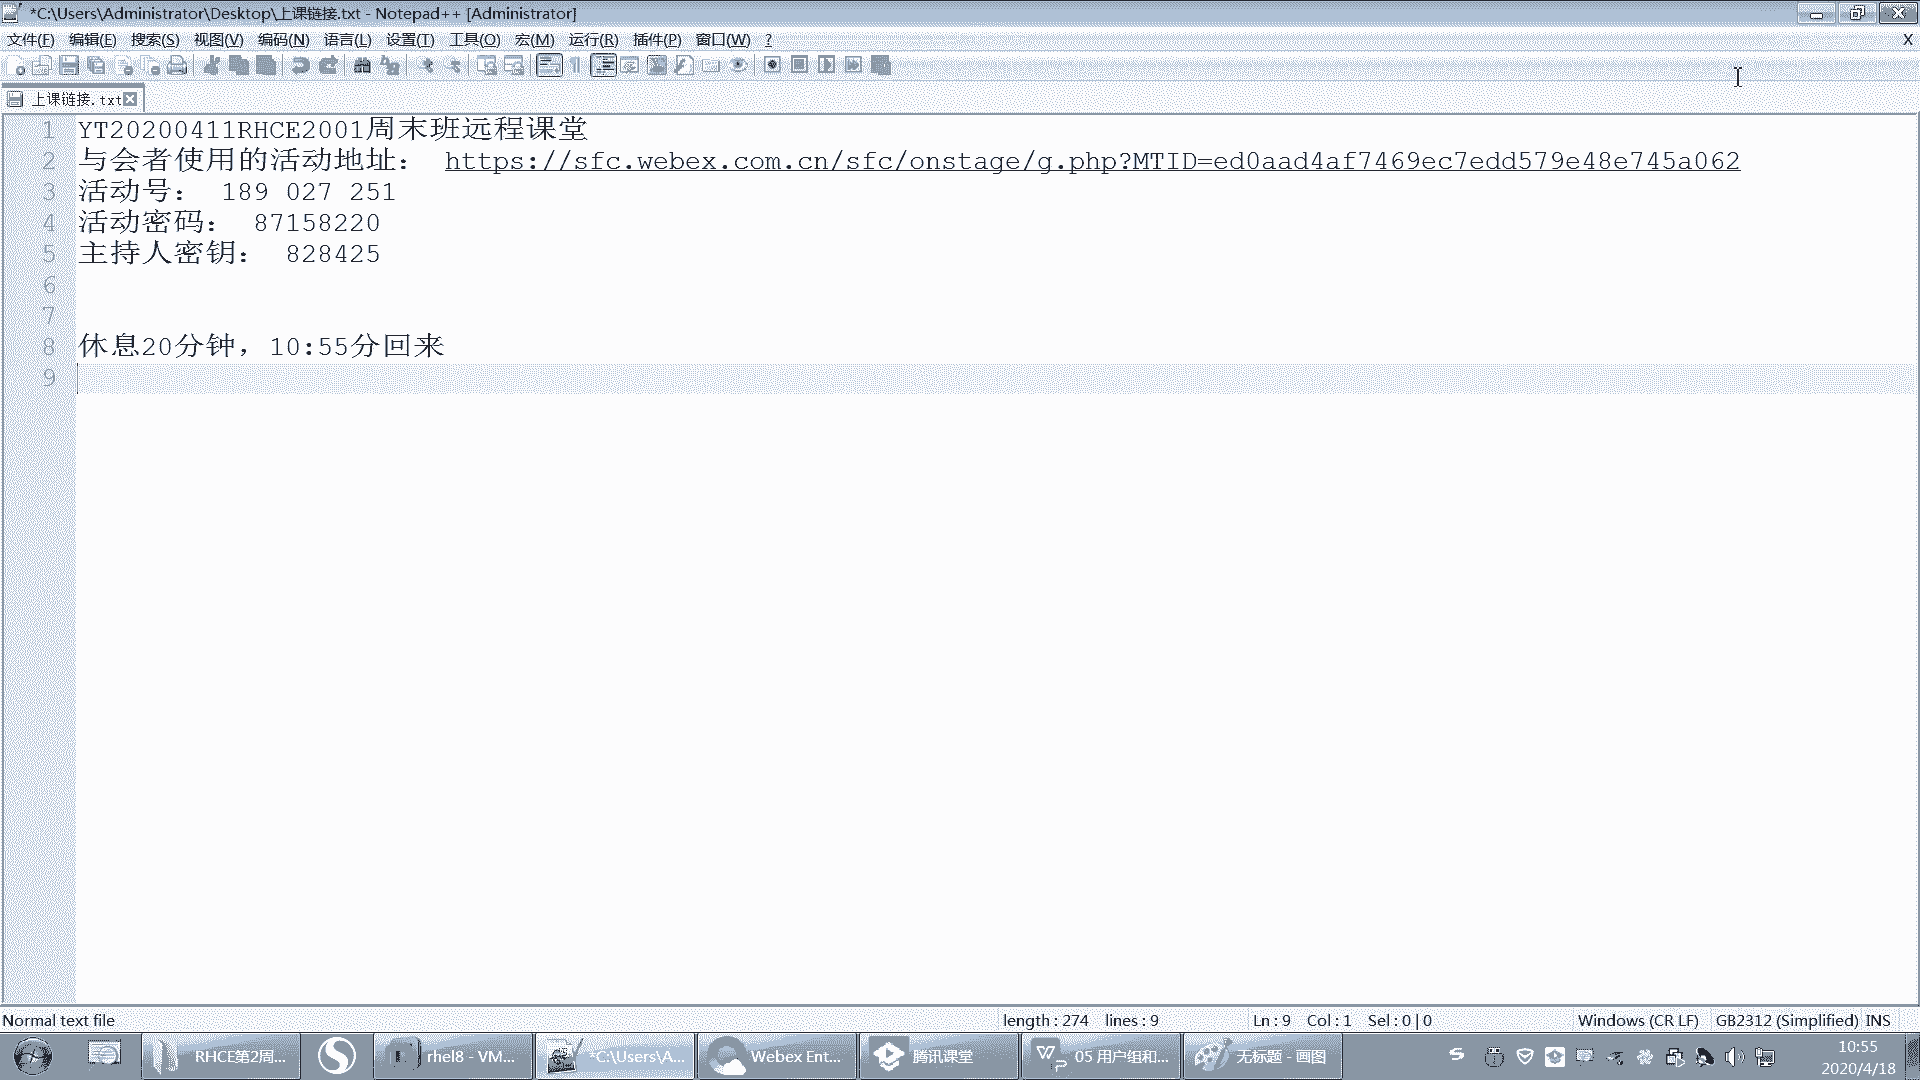 *C:\Users\Administrator\Desktop\上课链接.txt - Notepad++ [Administrator]
文件(F) 编辑(E) 搜索(S) 视图(V) 编码(N) 语言(L) 设置(T) 工具(O) 宏(M) 运行(R) 插件(P) 窗口(W) ? X
上课链接.txt
1 YT20200411RHCE2001周末班远程课堂
2 与会者使用的活动地址： https://sfc.webex.com.cn/sfc/onstage/g.php?MTID=ed0aad4af7469ec7edd579e48e745a062
3 活动号： 189 027 251
4 活动密码： 87158220
5 主持人密钥： 828425
6
7
8 休息20分钟，10:55分回来
9
Normal text file length : 274 lines : 9 Ln : 9 Col : 1 Sel : 0 | 0 Windows (CR LF) GB2312 (Simplified) INS
RHCE第2周... rhel8 - VM... *C:\Users\A... Webex Ent... 腾讯课堂 05 用户组和... 无标题 - 画图 10:55
2020/4/18